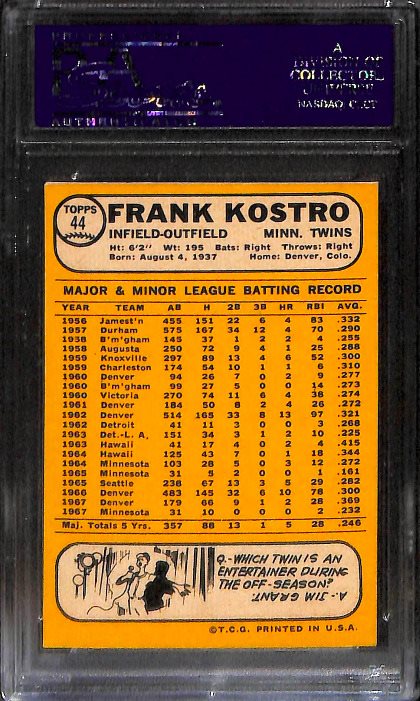 A
DIVISION OF
NASDAQ
TOPPS
44
FRANK KOSTRO
INFIELD-OUTFIELD MINN. TWINS
Ht: 6'2" Wt: 195 Bats: Right Throws: Right
Born: August 4, 1937 Home: Denver, Colo.
MAJOR & MINOR LEAGUE BATTING RECORD
YEAR TEAM AB H 2B 3B HR RBI AVG.
1956 Jamest'n 455 151 22 6 4 83 .332
1957 Durham 575 167 34 12 4 70 .290
1958 B'm'gham 145 37 1 2 2 4 .255
1958 Augusta 250 72 9 4 1 25 .288
1959 Knoxville 297 89 13 4 6 52 .300
1959 Charleston 174 54 10 1 1 6 .310
1960 Denver 94 26 7 0 2 9 .277
1960 B'm'gham 99 27 5 0 0 14 .273
1960 Victoria 270 74 11 6 4 38 .274
1961 Denver 184 50 8 2 4 26 .272
1962 Denver 514 165 33 8 13 97 .321
1962 Detroit 41 11 3 0 0 3 .268
1963 Det.-L. A. 151 34 3 1 2 10 .225
1963 Hawaii 41 17 4 0 2 4 .415
1964 Hawaii 125 43 7 0 1 18 .344
1964 Minnesota 103 28 5 0 3 12 .272
1965 Minnesota 31 5 2 0 0 1 .161
1965 Seattle 238 67 13 3 5 29 .282
1966 Denver 483 145 32 6 10 78 .300
1967 Denver 179 66 9 1 2 28 .369
1967 Minnesota 31 10 0 0 0 2 .232
Maj. Totals 5 Yrs. 357 88 13 1 5 28 .246
Q.-WHICH TWIN IS AN
ENTERTAINER DURING
THE OFF-SEASON?
A.- JIM GRANT
©T.C.G. PRINTED IN U.S.A.